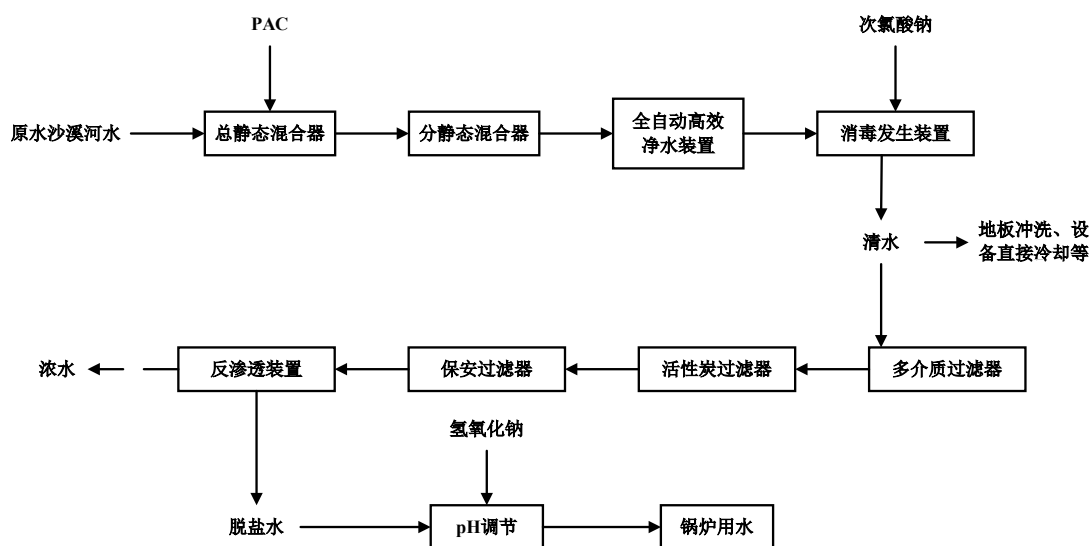 PAC
次氯酸钠
原水沙溪河水
总静态混合器
分静态混合器
全自动高效
净水装置
消毒发生装置
清水
地板冲洗、设
备直接冷却等
浓水
反渗透装置
保安过滤器
活性炭过滤器
多介质过滤器
氢氧化钠
脱盐水
pH调节
锅炉用水